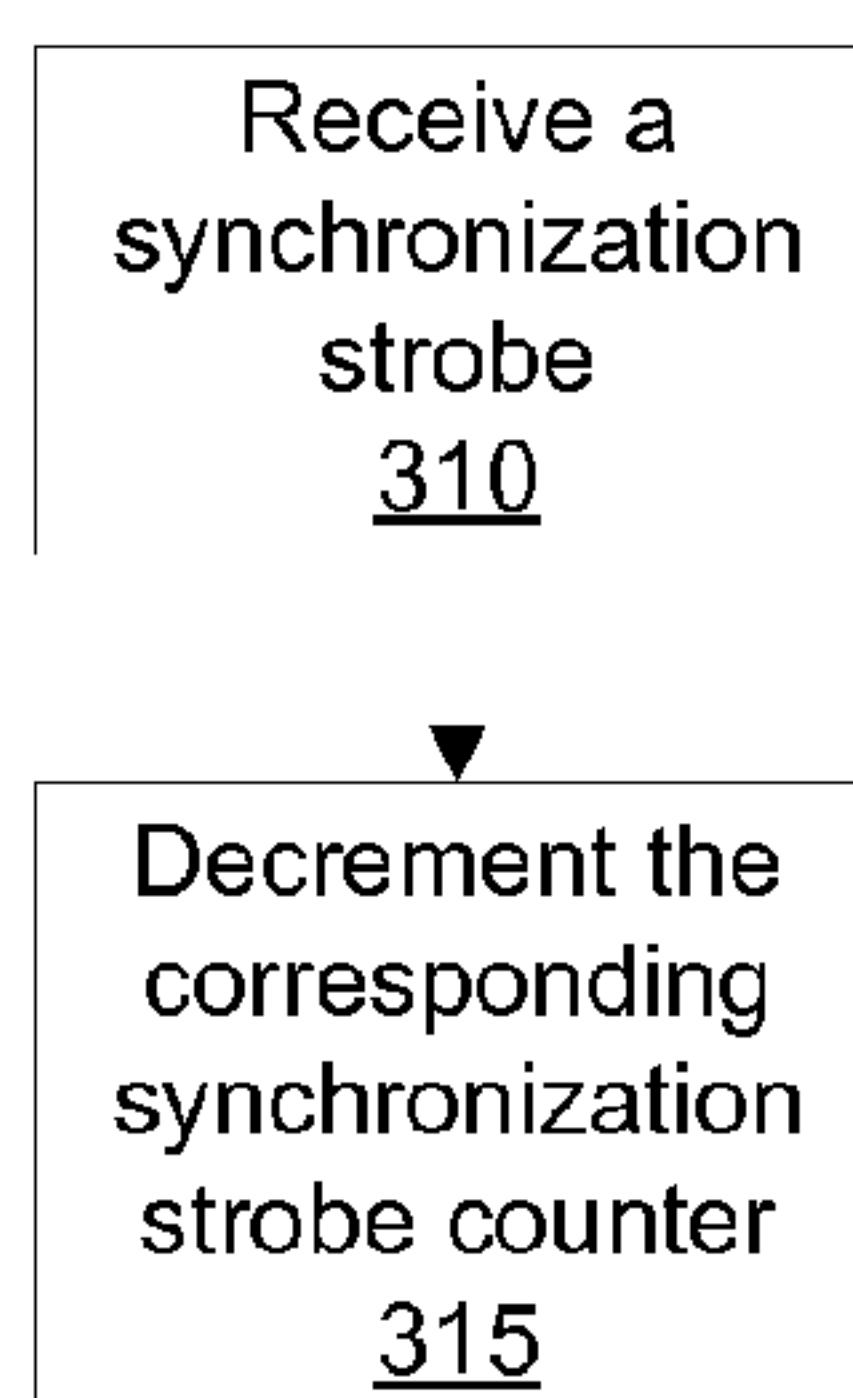 Receive a
synchronization
strobe
310
Decrement the
corresponding
synchronization
strobe counter
315